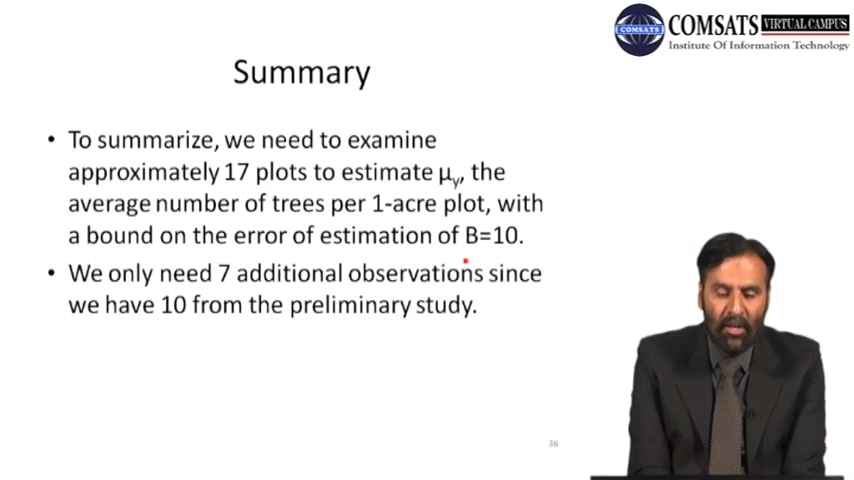 COMSATS VIRTUAL CAMPUS
COMSATS
Institute Of Information Technology
Summary
• To summarize, we need to examine
approximately 17 plots to estimate μy, the
average number of trees per 1-acre plot, with
a bound on the error of estimation of B=10.
• We only need 7 additional observations since
we have 10 from the preliminary study.
36